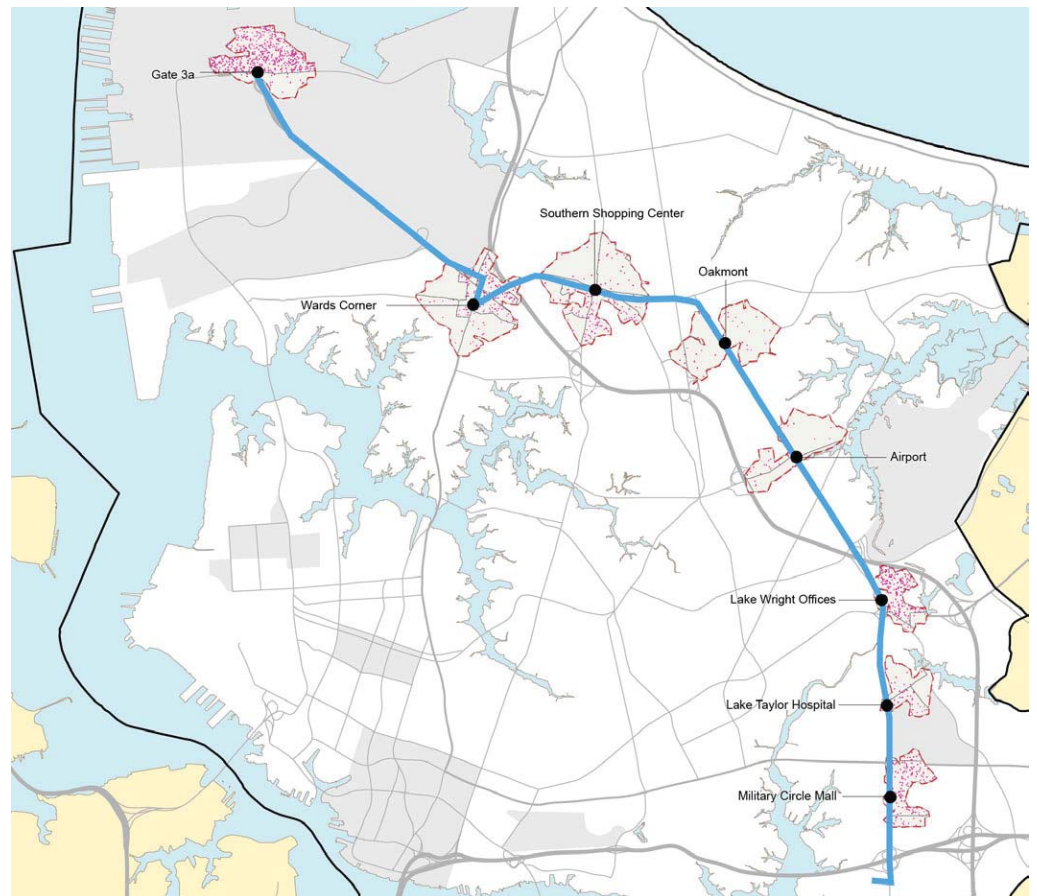 Gate 3a
Southern Shopping Center
Oakmont
Wards Corner
Airport
Lake Wright Offices
Lake Taylor Hospital
Military Circle Mall